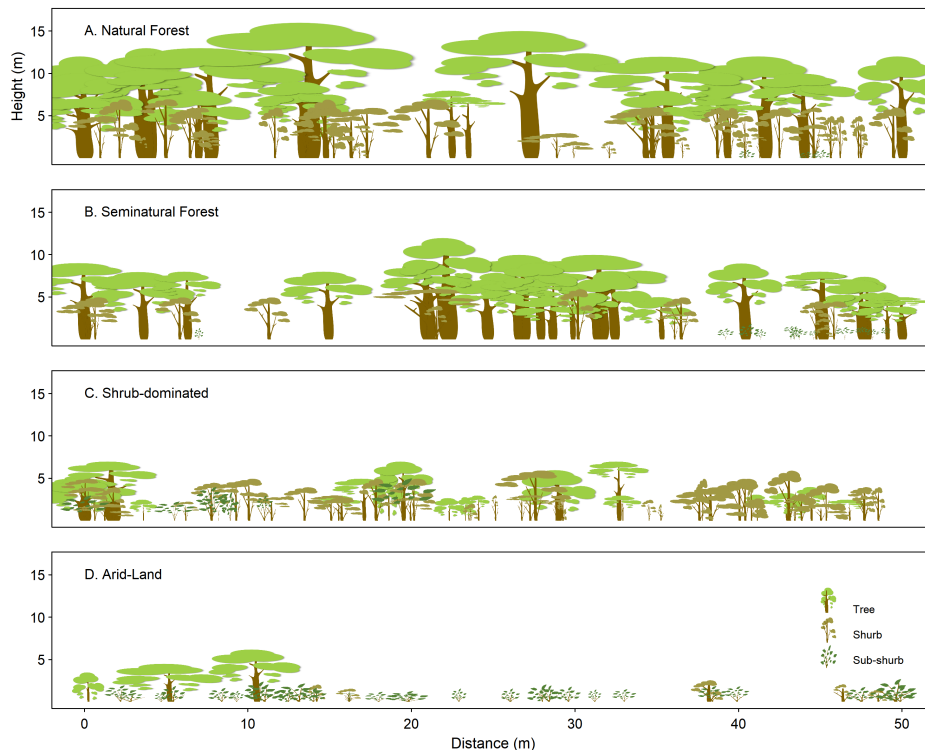 A. Natural Forest
15
10
5
Height (m)
B. Seminatural Forest
15
10
5
C. Shrub-dominated
15
10
5
D. Arid-Land
15
10
5
Tree
Shurb
Sub-shurb
0 10 20 30 40 50
Distance (m)